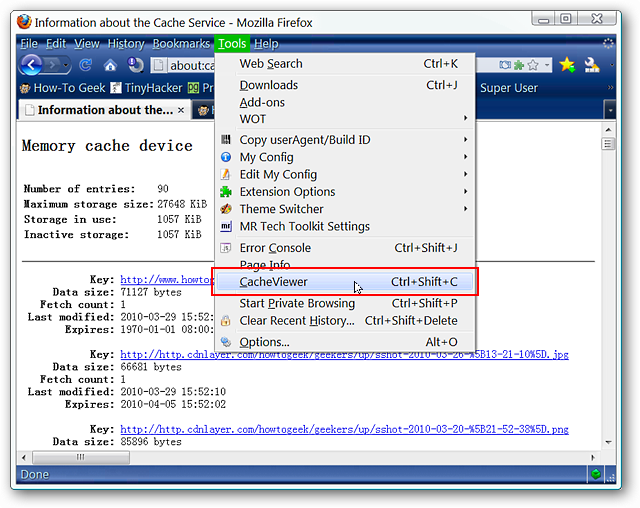 Information about the Cache Service - Mozilla Firefox
File Edit View History Bookmarks Tools Help
about:ca
How-To Geek TinyHacker Pr Super User
Information about the...
Web Search Ctrl+K
Downloads Ctrl+J
Add-ons
WOT
Copy userAgent/Build ID
My Config
Edit My Config
Extension Options
Theme Switcher
mr MR Tech Toolkit Settings
Error Console Ctrl+Shift+J
Page Info
CacheViewer Ctrl+Shift+C
Start Private Browsing Ctrl+Shift+P
Clear Recent History... Ctrl+Shift+Delete
Options... Alt+O
Memory cache device
Number of entries: 90
Maximum storage size: 27648 KiB
Storage in use: 1057 KiB
Inactive storage: 1057 KiB
Key: http://www.howtog
Data size: 71127 bytes
Fetch count: 1
Last modified: 2010-03-29 15:52:
Expires: 1970-01-01 08:00:
Key: http://http.cdnlayer.com/howtogeek/geekers/up/sshot-2010-03-26-%5B13-21-10%5D.jpg
Data size: 66681 bytes
Fetch count: 1
Last modified: 2010-03-29 15:52:10
Expires: 2010-04-05 15:52:02
Key: http://http.cdnlayer.com/howtogeek/geekers/up/sshot-2010-03-20-%5B21-52-38%5D.png
Data size: 85896 bytes
Done